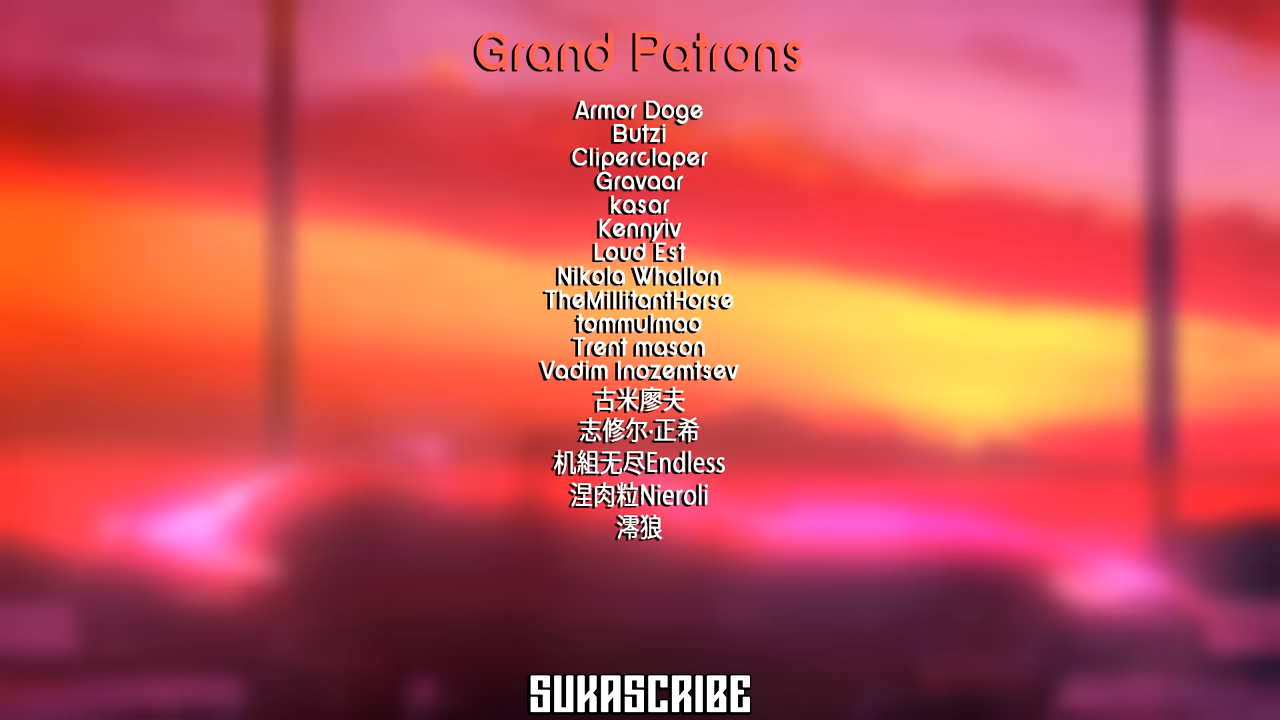 Grand Patrons
Armor Doge
Butzi
Cliperclaper
Gravaar
kasar
Kennyiv
Loud Est
Nikola Whallon
TheMillitantHorse
tommulmao
Trent mason
Vadim Inozemtsev
古米廖夫
志修尔·正希
机組无尽Endless
涅肉粒Nieroli
澪狼
SUKASCRIBE